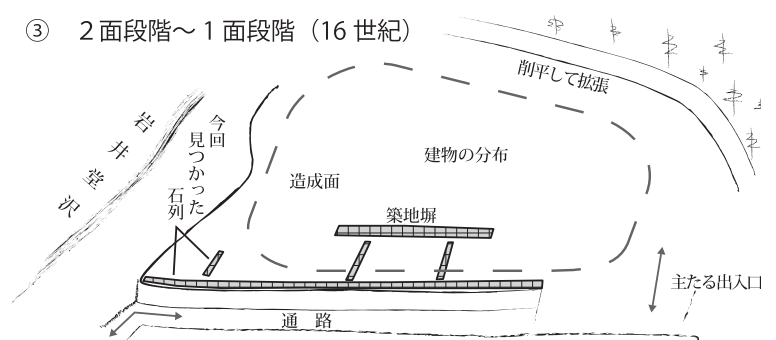 ③ 2面段階～1面段階（16世紀）
削平して拡張
岩井堂沢
今回
見つかった
石列
建物の分布
造成面
築地塀
主たる出入口
通路